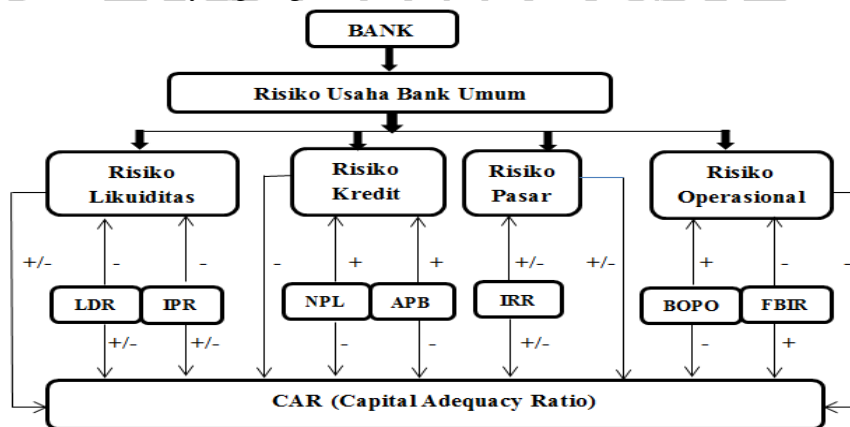 BANK
Risiko Usaha Bank Umum
Risiko
Likuiditas
Risiko
Kredit
Risiko
Pasar
Risiko
Operasional
+/- - - - + + +/- +/- + - -
LDR IPR NPL APB IRR BOPO FBIR
+/- +/- - - +/- - +
CAR (Capital Adequacy Ratio)